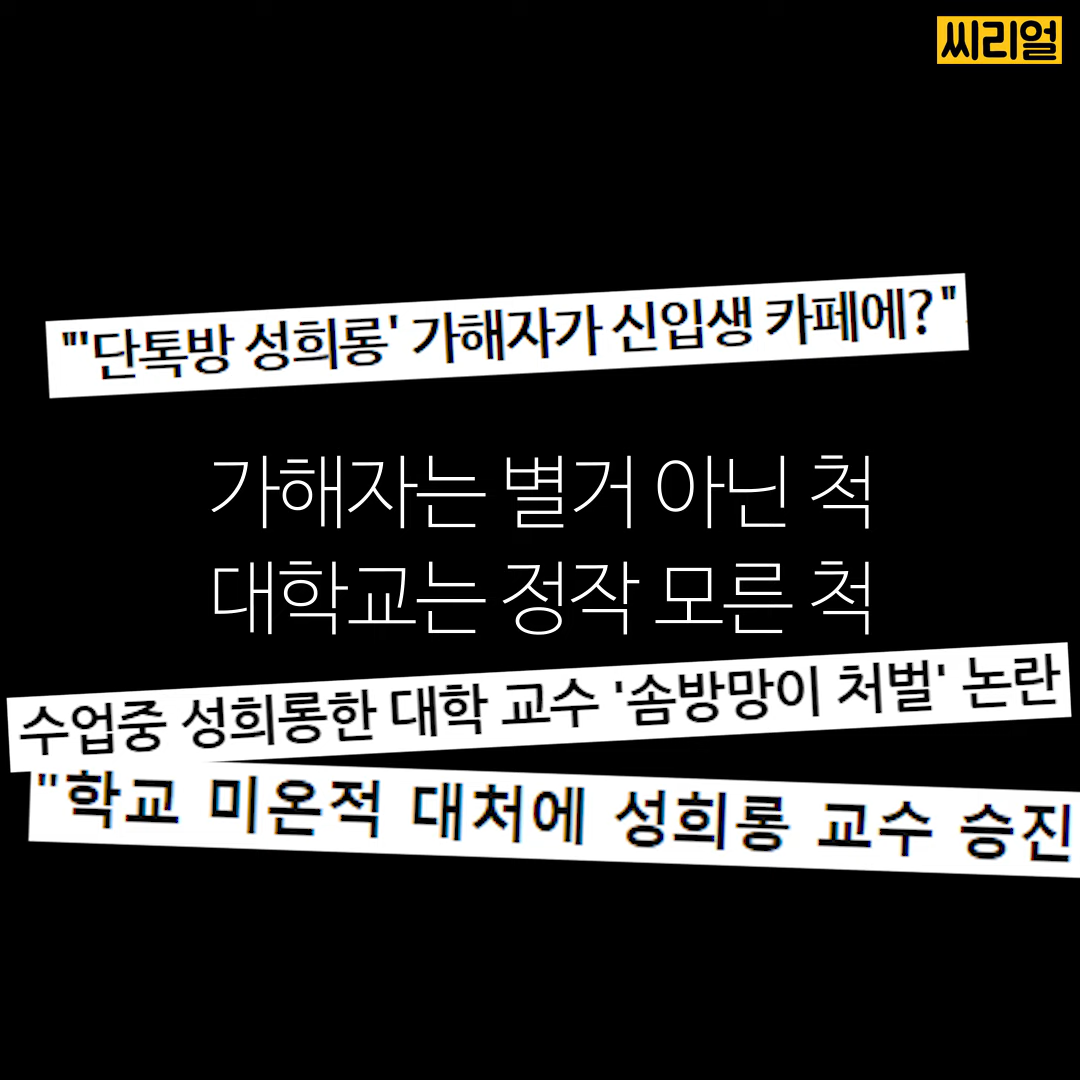 씨리얼
"'단톡방 성희롱' 가해자가 신입생 카페에?"
가해자는 별거 아닌 척
대학교는 정작 모른 척
수업중 성희롱한 대학 교수 '솜방망이 처벌' 논란
"학교 미온적 대처에 성희롱 교수 승진